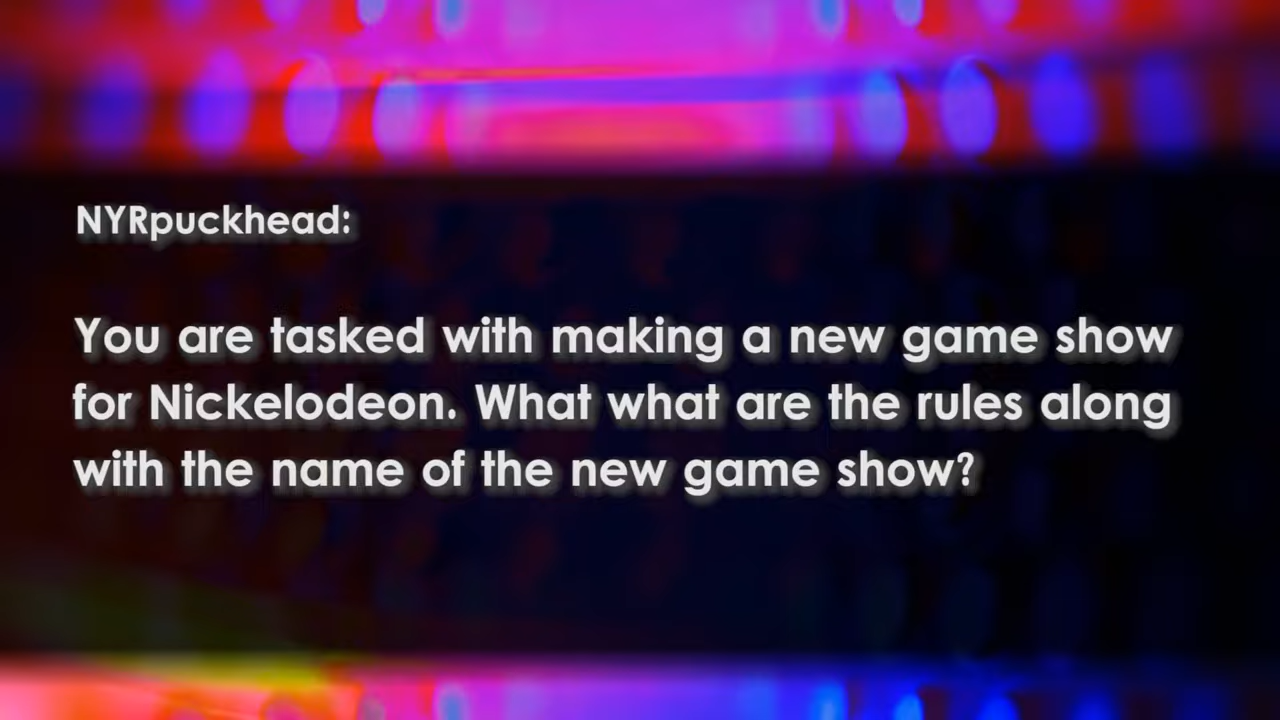 NYRpuckhead:
You are tasked with making a new game show
for Nickelodeon. What what are the rules along
with the name of the new game show?